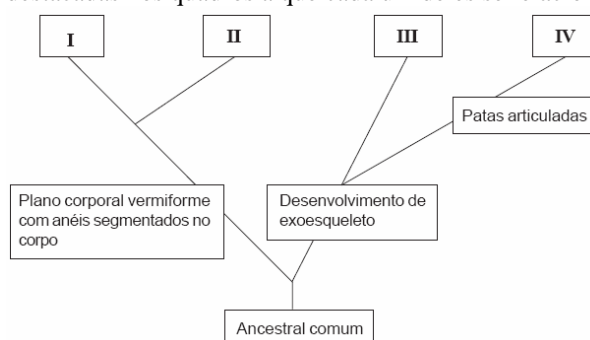 I
II
III
IV
Patas articuladas
Plano corporal vermiforme
com anéis segmentados no
corpo
Desenvolvimento de
exoesqueleto
Ancestral comum